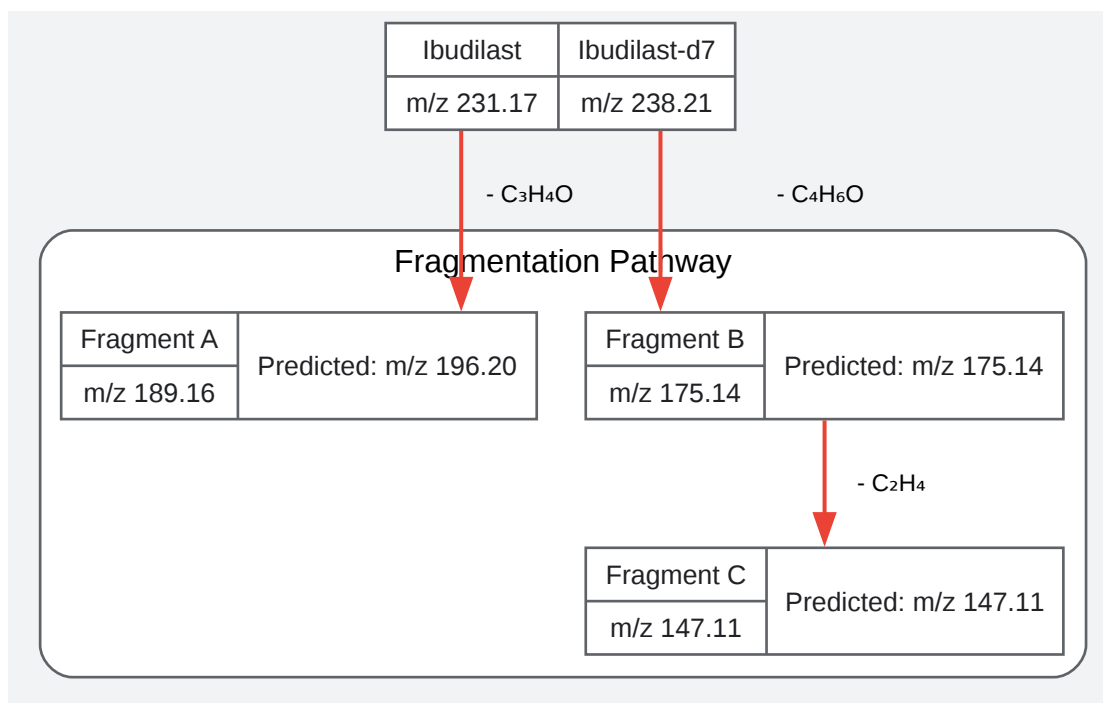 Ibudilast
Ibudilast-d7
m/z 231.17
m/z 238.21
- C₃H₄O
- C₄H₆O
Fragmentation Pathway
Fragment A
m/z 189.16
Predicted: m/z 196.20
Fragment B
m/z 175.14
Predicted: m/z 175.14
- C₂H₄
Fragment C
m/z 147.11
Predicted: m/z 147.11